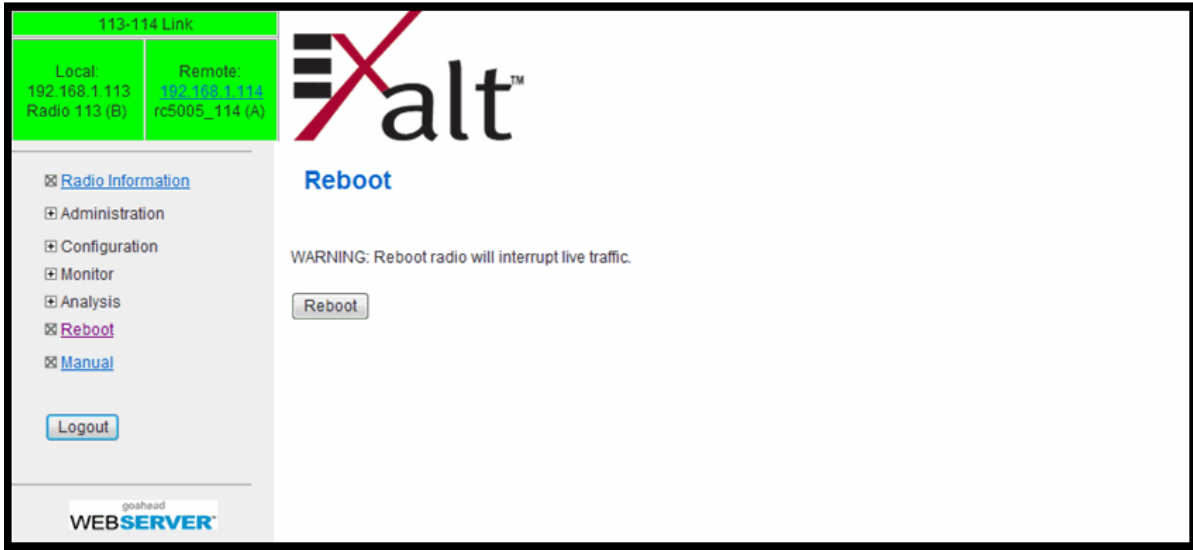 113-114 Link
Local:
192.168.1.113
Radio 113 (B)
Remote:
192.168.1.114
rc5005_114 (A)
Exalt™
Radio Information
Administration
Configuration
Monitor
Analysis
Reboot
Manual
Logout
goahead
WEBSERVER™
Reboot
WARNING: Reboot radio will interrupt live traffic.
Reboot